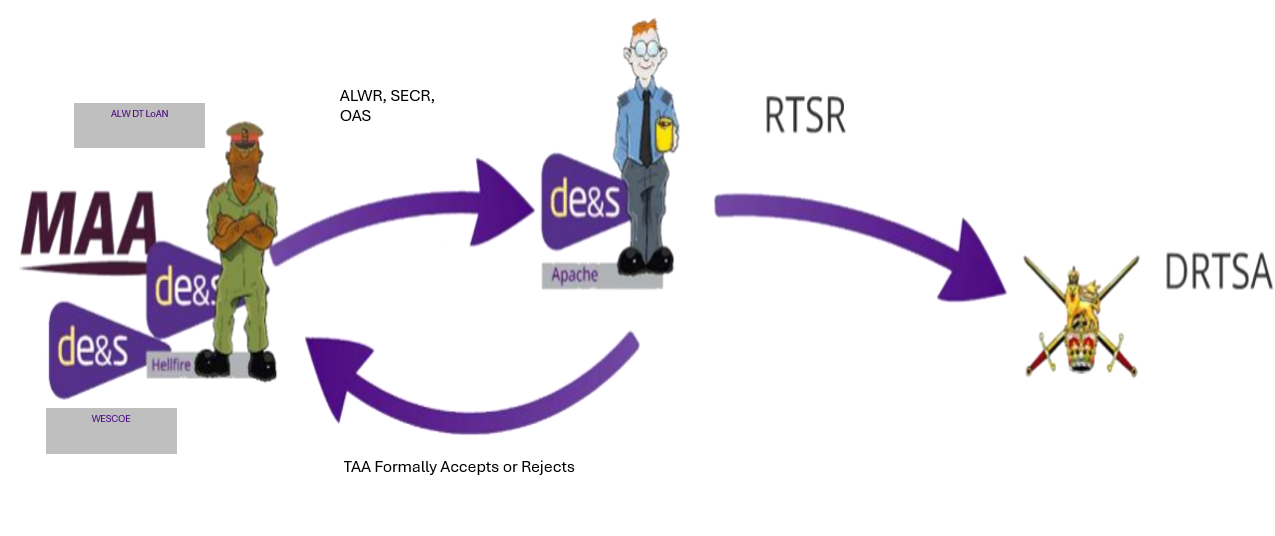 ALW DT LoAN
ALWR, SECR,
OAS
RTSR
MAA
de&s
de&s
de&s
Apache
DRTSA
Hellfire
WESCOE
TAA Formally Accepts or Rejects